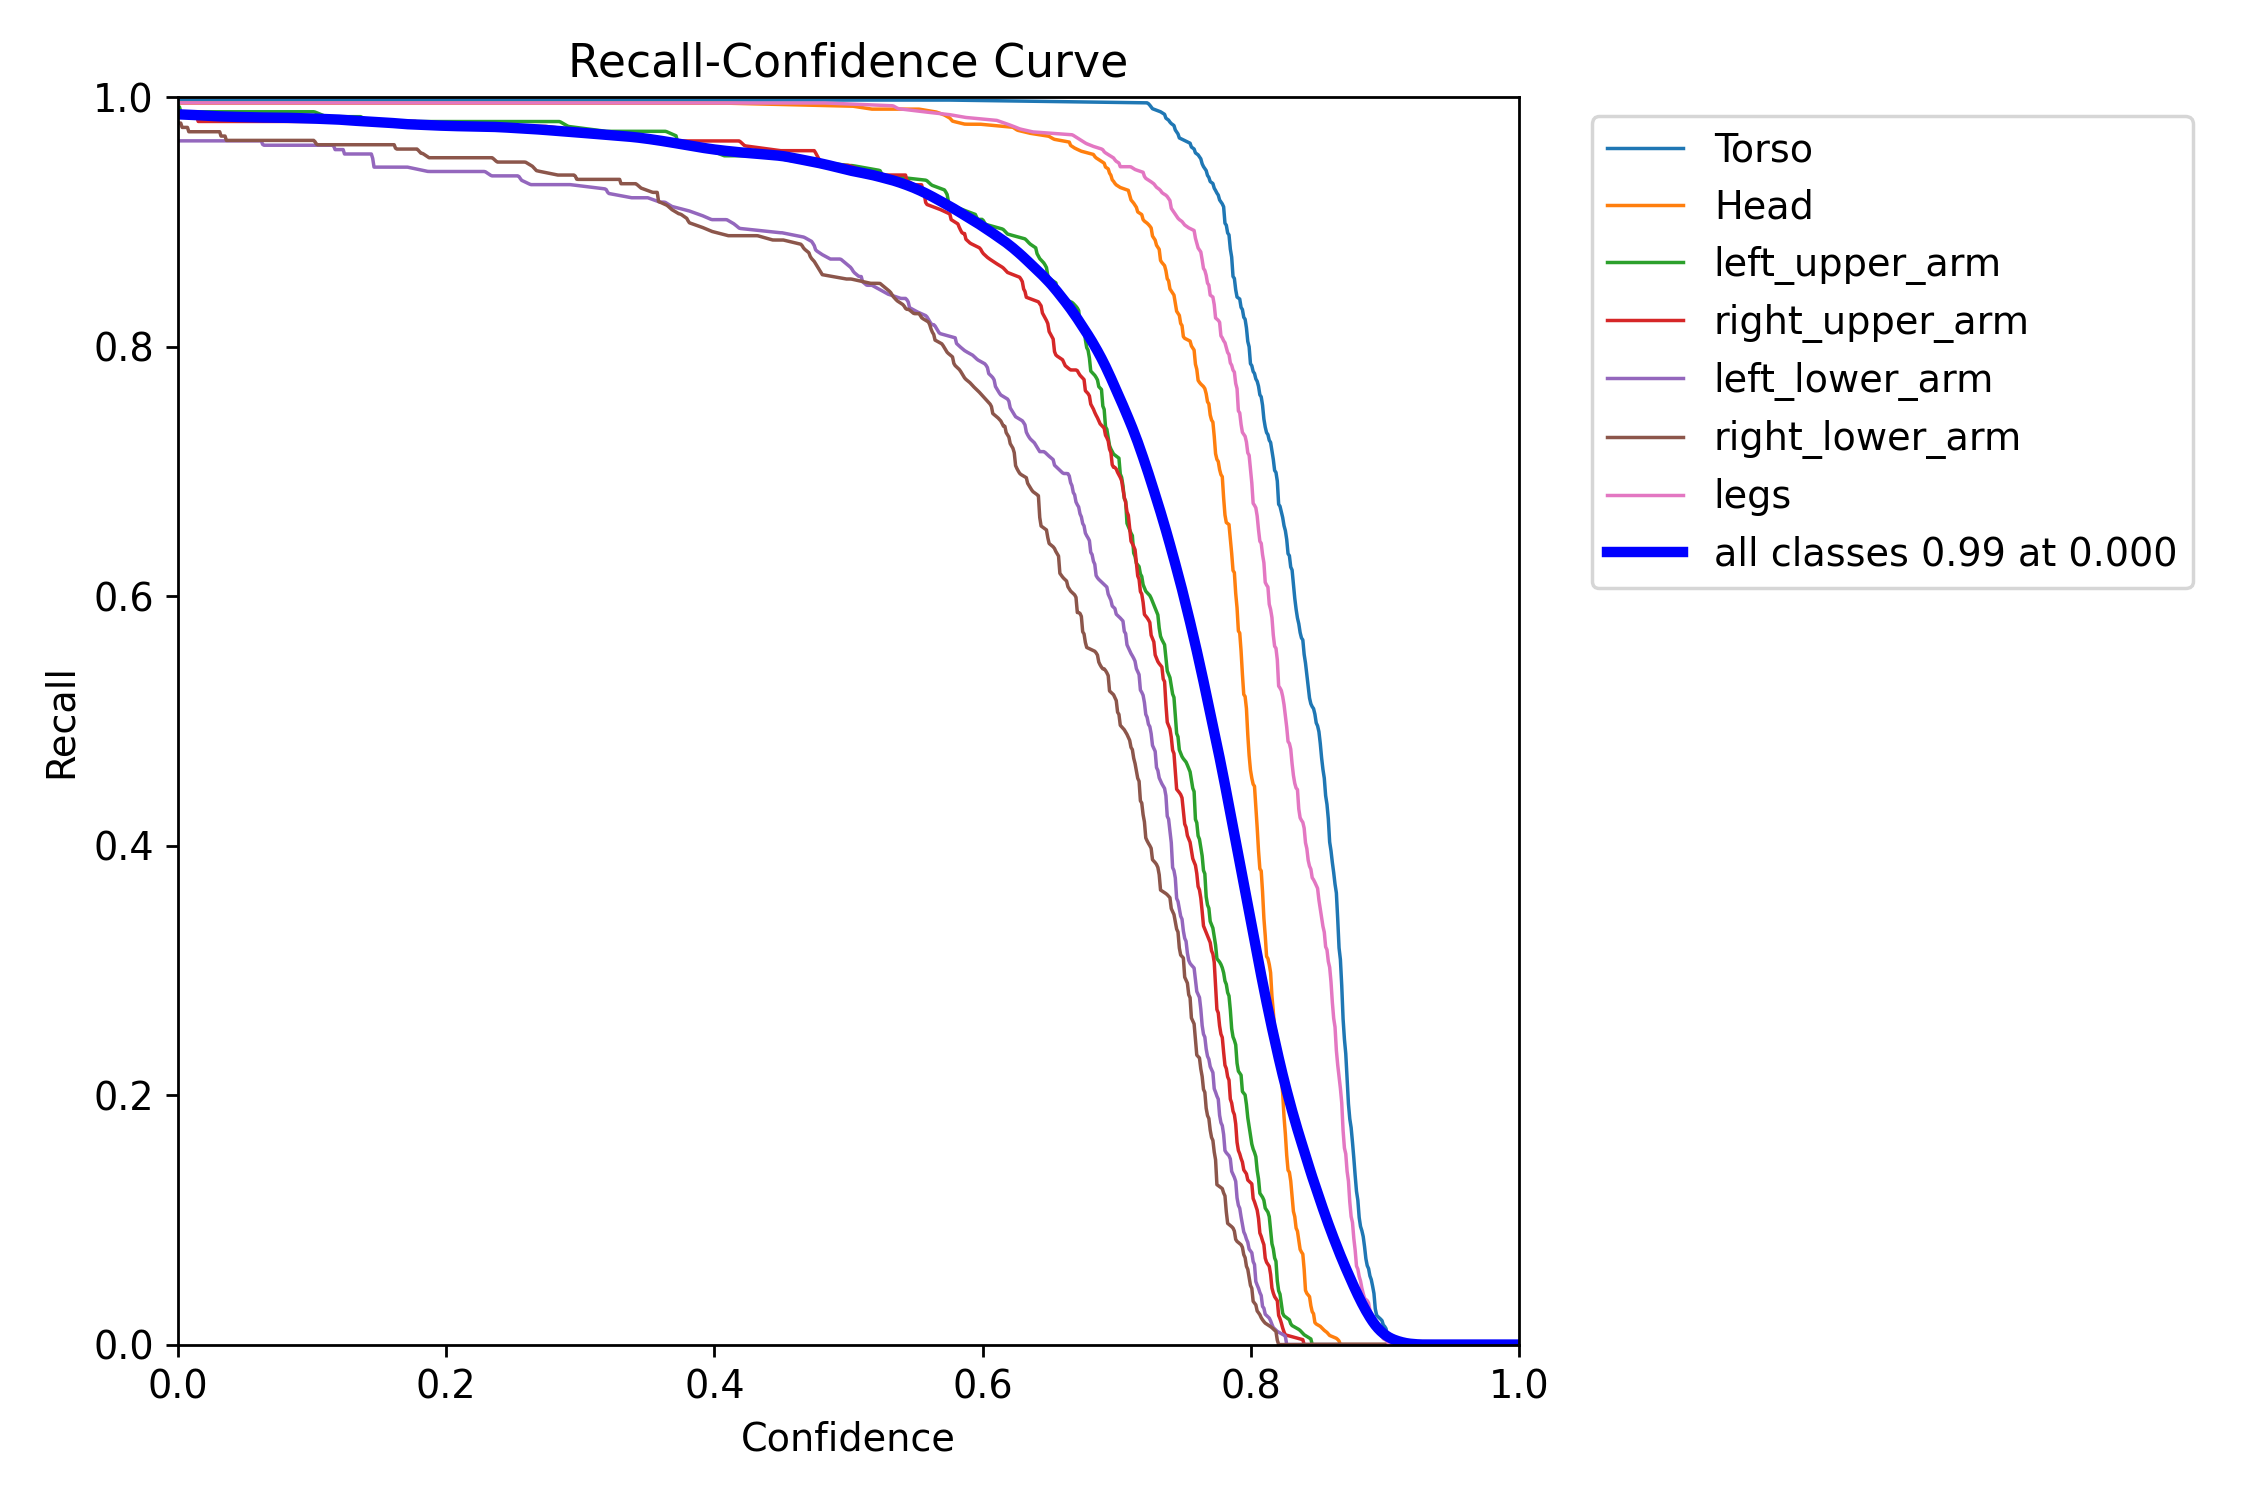 Recall-Confidence Curve
1.0
0.8
0.6
0.4
0.2
0.0
Recall
0.0 0.2 0.4 0.6 0.8 1.0
Confidence
Torso
Head
left_upper_arm
right_upper_arm
left_lower_arm
right_lower_arm
legs
all classes 0.99 at 0.000